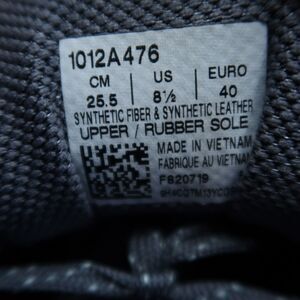 1012A476
CM US EURO
25.5 8½ 40
SYNTHETIC FIBER & SYNTHETIC LEATHER
UPPER / RUBBER SOLE
MADE IN VIETNAM
FABRIQUE AU VIETNAM
F820719